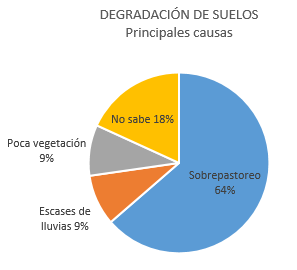 DEGRADACIÓN DE SUELOS
Principales causas
No sabe 18%
Poca vegetación
9%
Sobrepastoreo
64%
Escases de
lluvias 9%